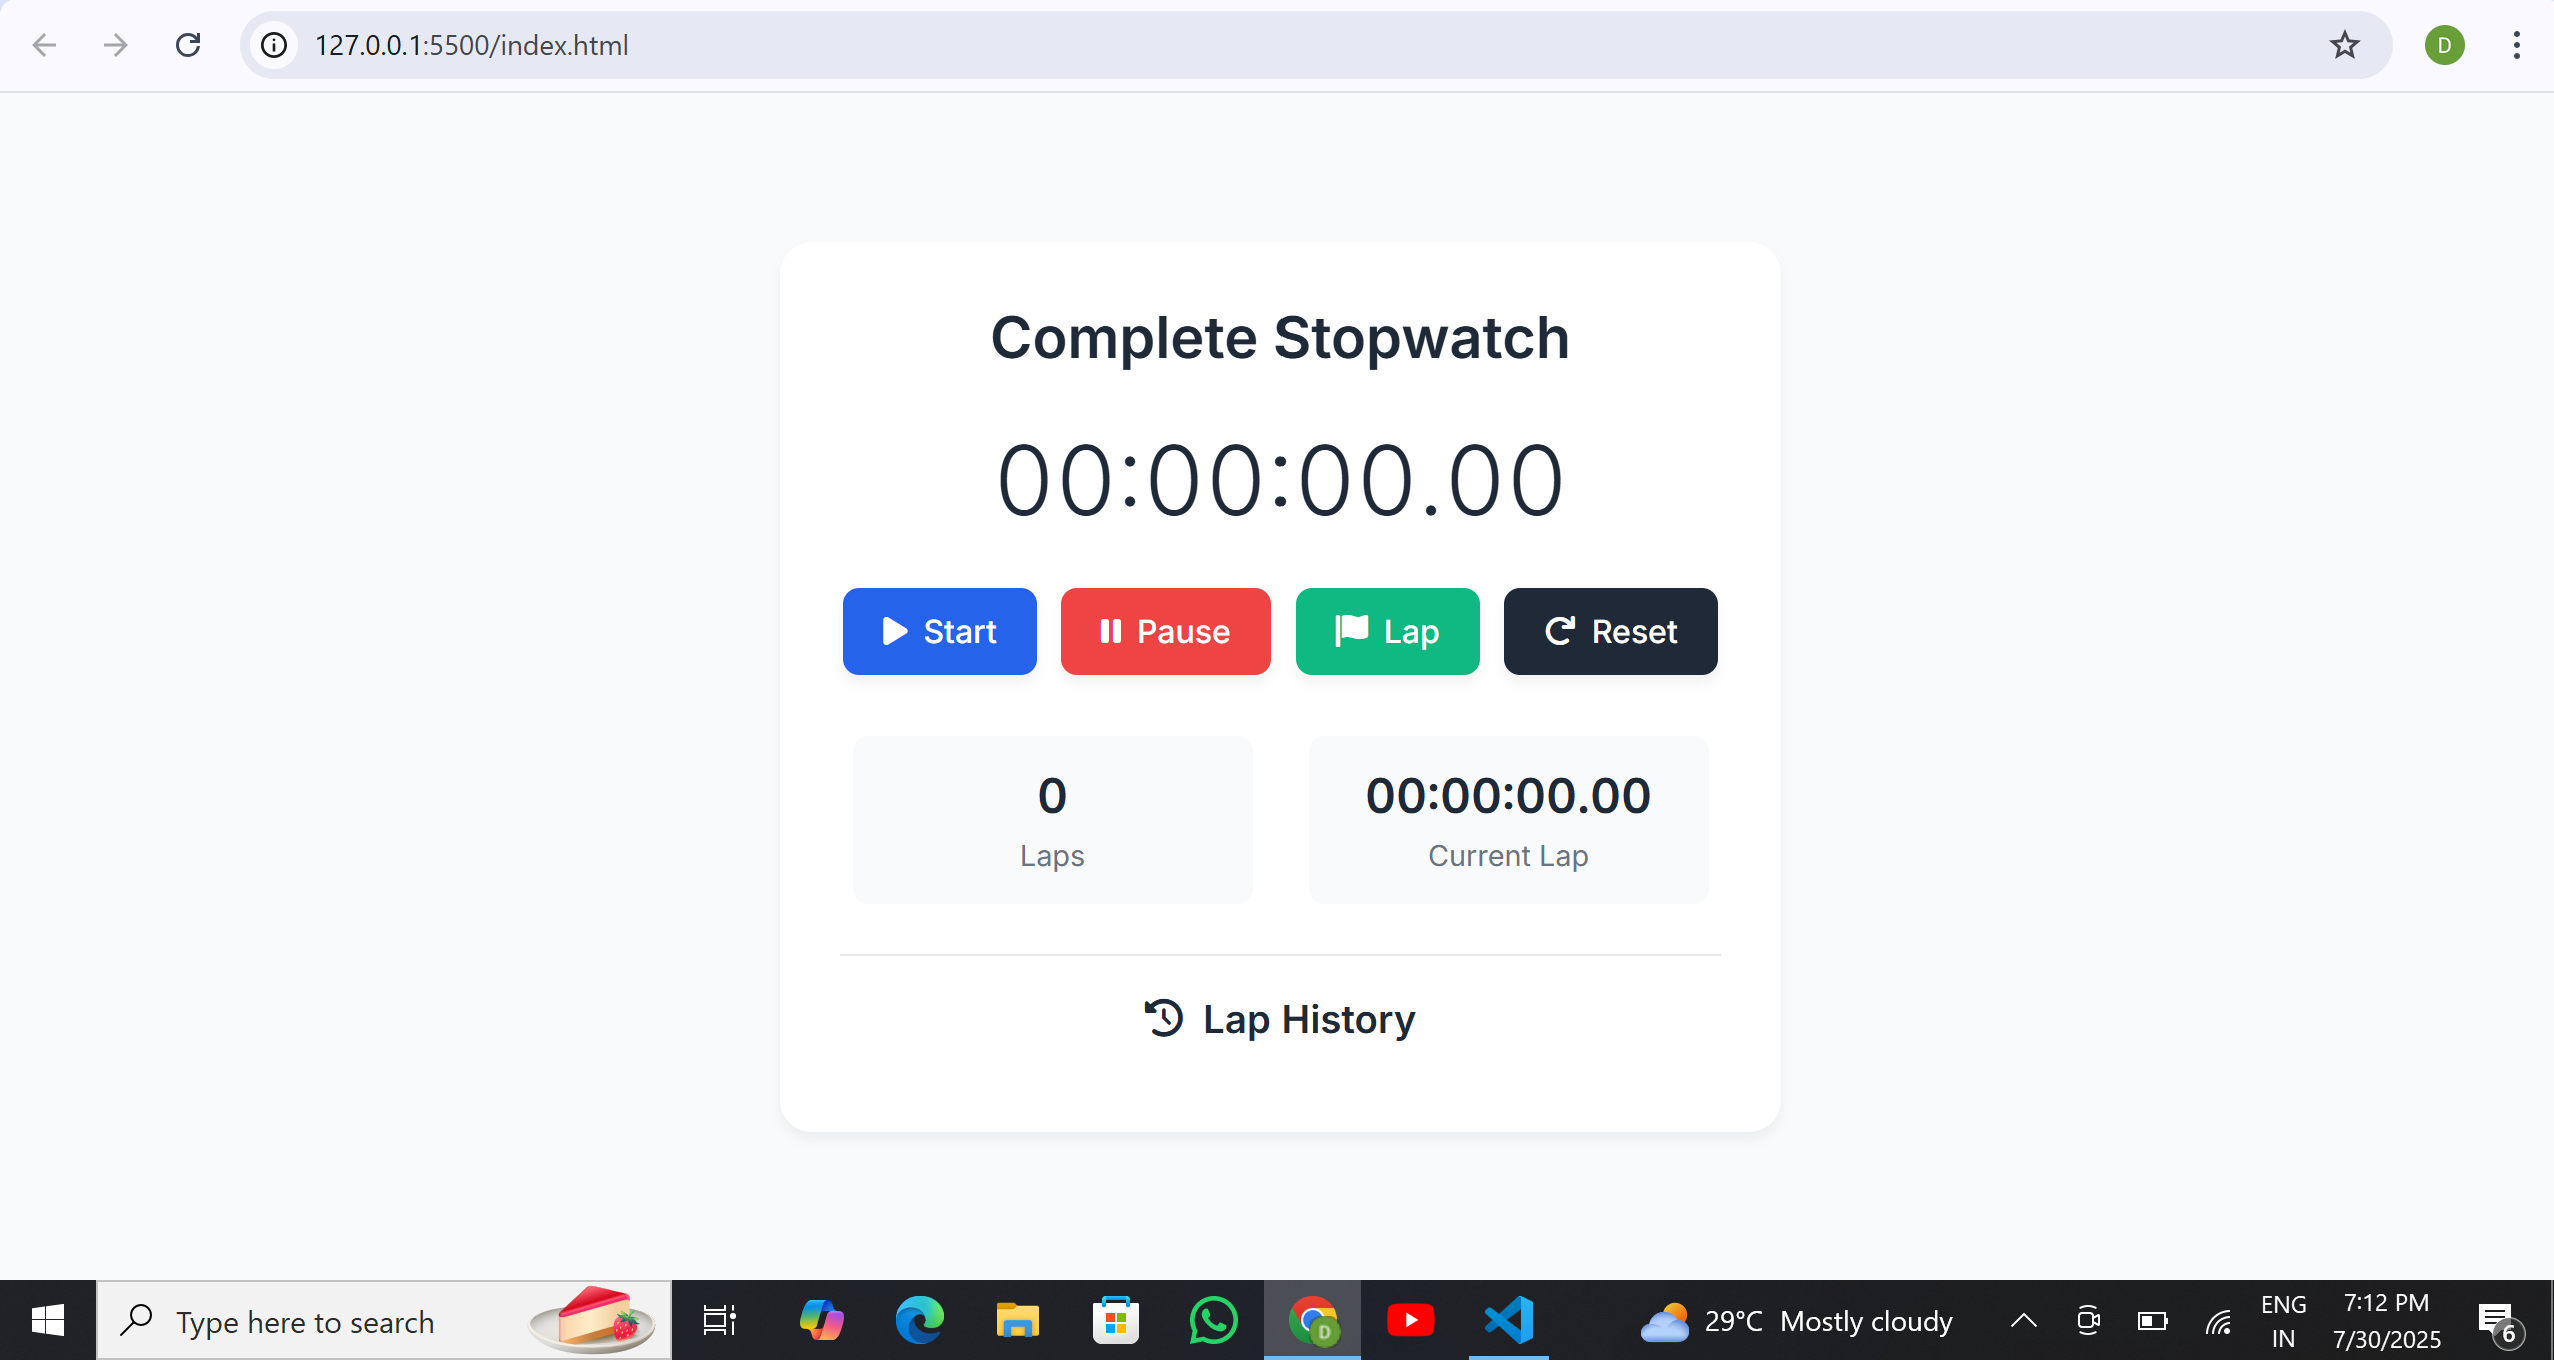 127.0.0.1:5500/index.html
D
Complete Stopwatch
00:00:00.00
Start
Pause
Lap
Reset
0
Laps
00:00:00.00
Current Lap
Lap History
Type here to search
D
29°C Mostly cloudy
ENG
IN
7:12 PM
7/30/2025
6